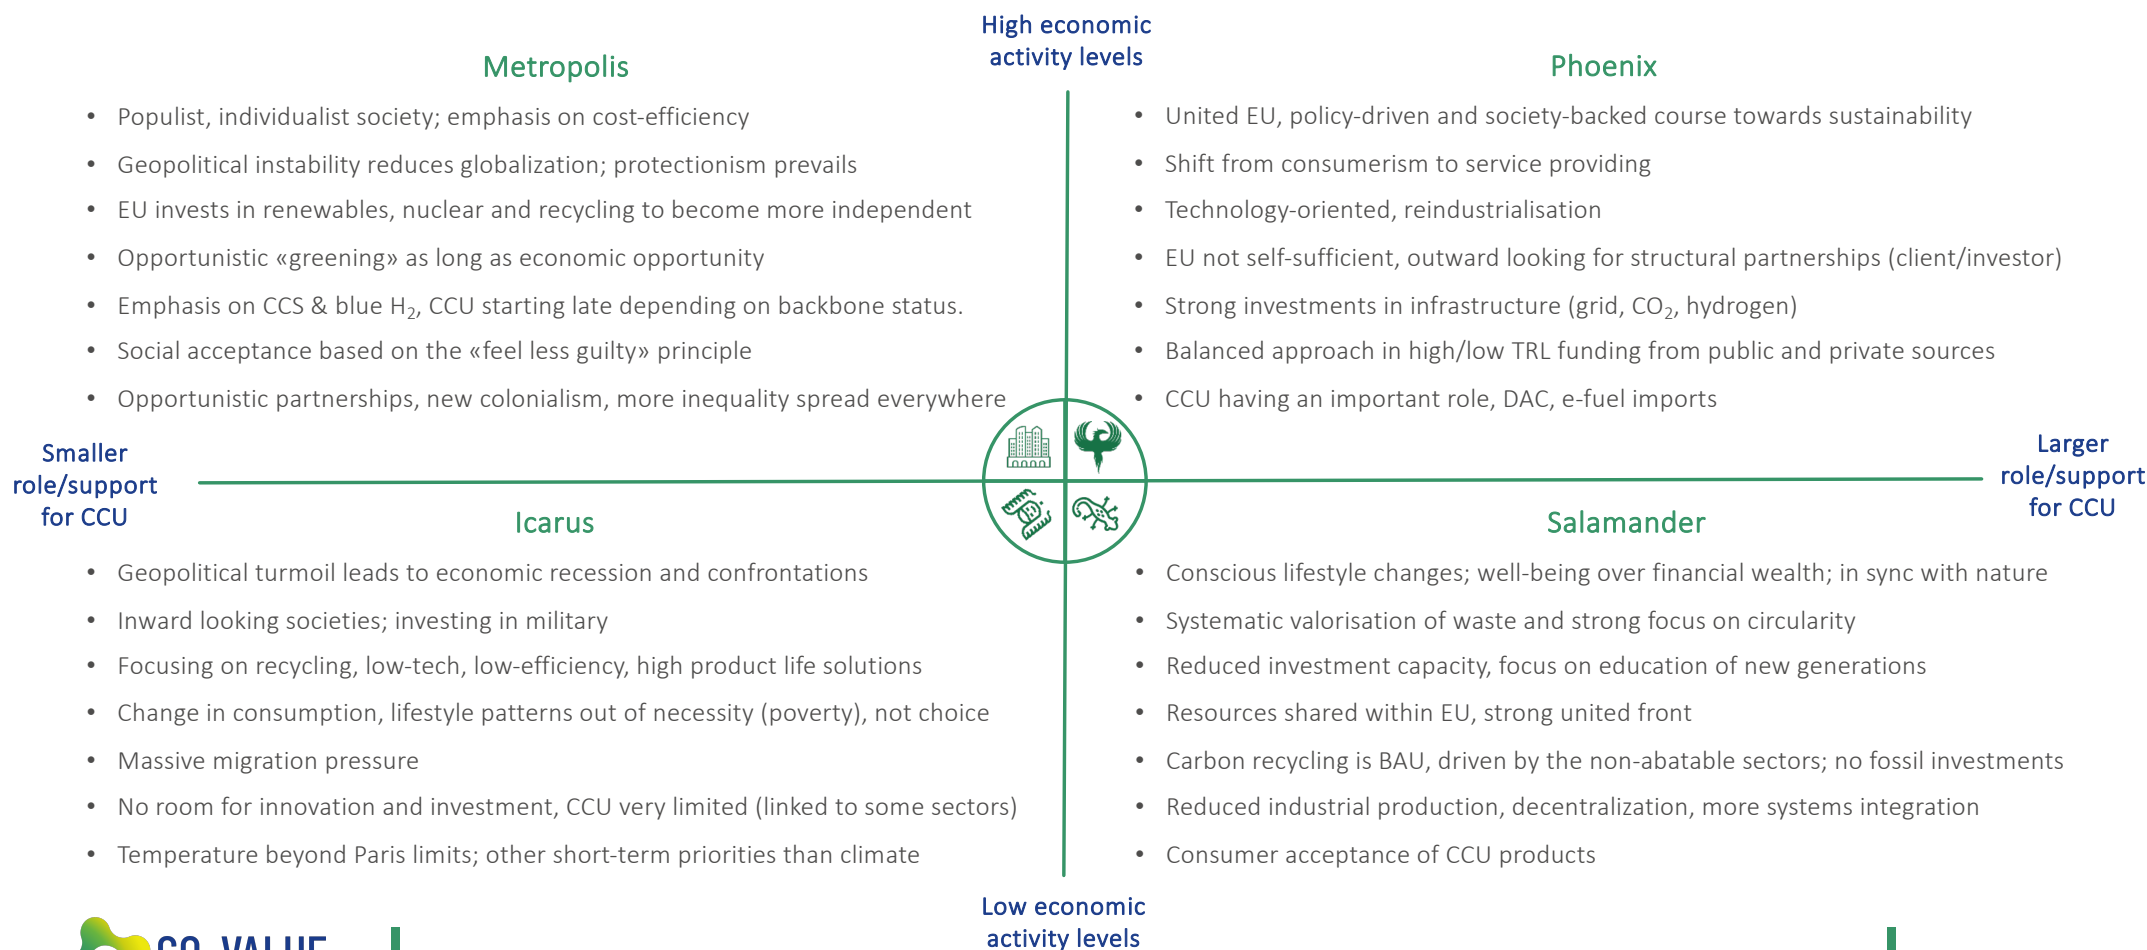 High economic
activity levels
Metropolis
• Populist, individualist society; emphasis on cost-efficiency
• Geopolitical instability reduces globalization; protectionism prevails
• EU invests in renewables, nuclear and recycling to become more independent
• Opportunistic «greening» as long as economic opportunity
• Emphasis on CCS & blue H₂, CCU starting late depending on backbone status.
• Social acceptance based on the «feel less guilty» principle
• Opportunistic partnerships, new colonialism, more inequality spread everywhere
Phoenix
• United EU, policy-driven and society-backed course towards sustainability
• Shift from consumerism to service providing
• Technology-oriented, reindustrialisation
• EU not self-sufficient, outward looking for structural partnerships (client/investor)
• Strong investments in infrastructure (grid, CO₂, hydrogen)
• Balanced approach in high/low TRL funding from public and private sources
• CCU having an important role, DAC, e-fuel imports
Smaller
role/support
for CCU
Larger
role/support
for CCU
Icarus
• Geopolitical turmoil leads to economic recession and confrontations
• Inward looking societies; investing in military
• Focusing on recycling, low-tech, low-efficiency, high product life solutions
• Change in consumption, lifestyle patterns out of necessity (poverty), not choice
• Massive migration pressure
• No room for innovation and investment, CCU very limited (linked to some sectors)
• Temperature beyond Paris limits; other short-term priorities than climate
Salamander
• Conscious lifestyle changes; well-being over financial wealth; in sync with nature
• Systematic valorisation of waste and strong focus on circularity
• Reduced investment capacity, focus on education of new generations
• Resources shared within EU, strong united front
• Carbon recycling is BAU, driven by the non-abatable sectors; no fossil investments
• Reduced industrial production, decentralization, more systems integration
• Consumer acceptance of CCU products
Low economic
activity levels
VALUE